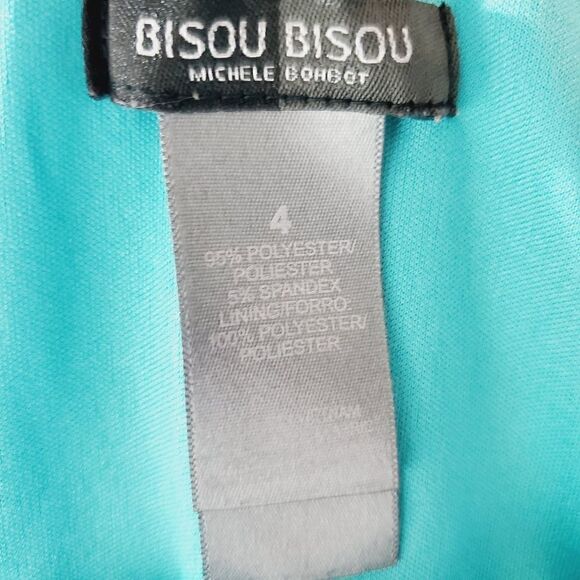 BISOU BISOU
MICHELE BOHBOT
4
95% POLYESTER/
POLIESTER
5% SPANDEX
LINING/FORRO
100% POLYESTER/
POLIESTER